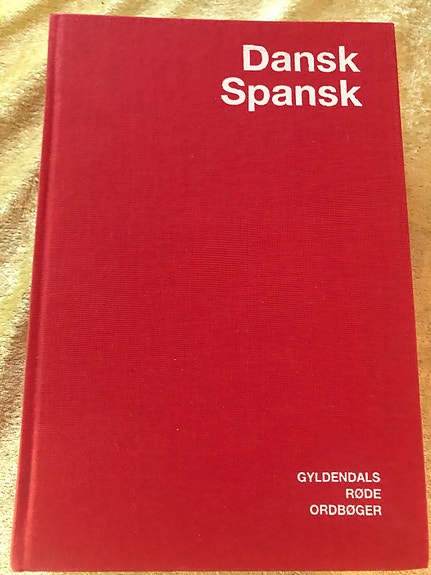 Dansk
Spansk
GYLDENDALS
RØDE
ORDBØGER